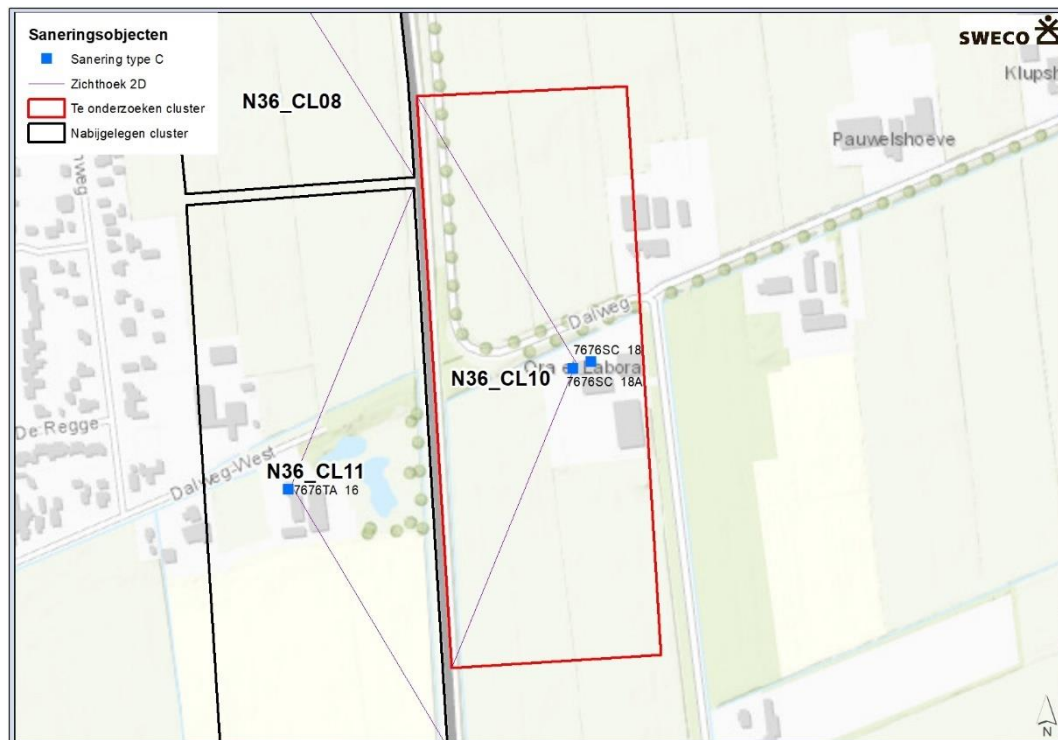 Saneringsobjecten
Sanering type C
Zichthoek 2D
Te onderzoeken cluster
Nabijgelegen cluster
SWECO
N36_CL08
Pauwelshoeve
Dalweg
7676SC 18
7676SC 18A
N36_CL10
De Regge
Dalweg-West
N36_CL11
7676TA 16
N